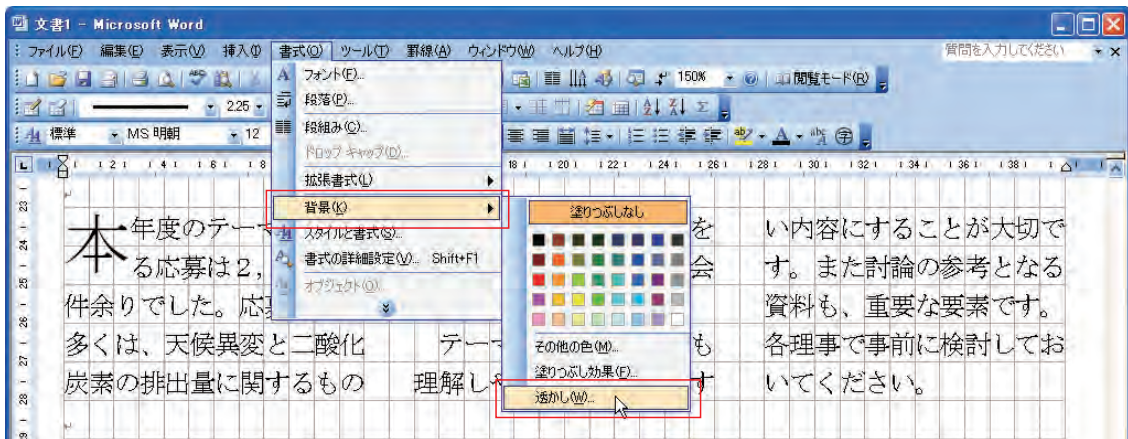 文書1 - Microsoft Word
ファイル(F) 編集(E) 表示(V) 挿入(I) 書式(O) ツール(T) 罫線(A) ウィンドウ(W) ヘルプ(H) 質問を入力してください
150% 閲覧モード(R)
2.25
標準 MS 明朝 12
フォント(F)...
段落(P)...
段組み(C)...
ドロップ キャップ(D)...
拡張書式(L)
背景(K)
スタイルと書式(S)...
書式の詳細設定(V)... Shift+F1
オブジェクト(O)...
塗りつぶしなし
その他の色(M)...
塗りつぶし効果(F)...
透かし(W)...
本年度のテーマ
る応募は2,
件余りでした。応募
多くは、天候異変と二酸化
炭素の排出量に関するもの
を
会
テーマ も
理解し す
い内容にすることが大切で
す。また討論の参考となる
資料も、重要な要素です。
各理事で事前に検討してお
いてください。